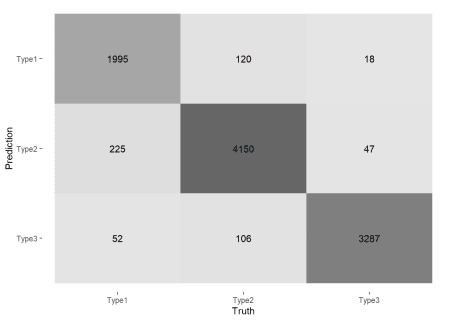 Type1 1995 120 18
Prediction
Type2 225 4150 47
Type3 52 106 3287
Type1 Type2 Type3
Truth